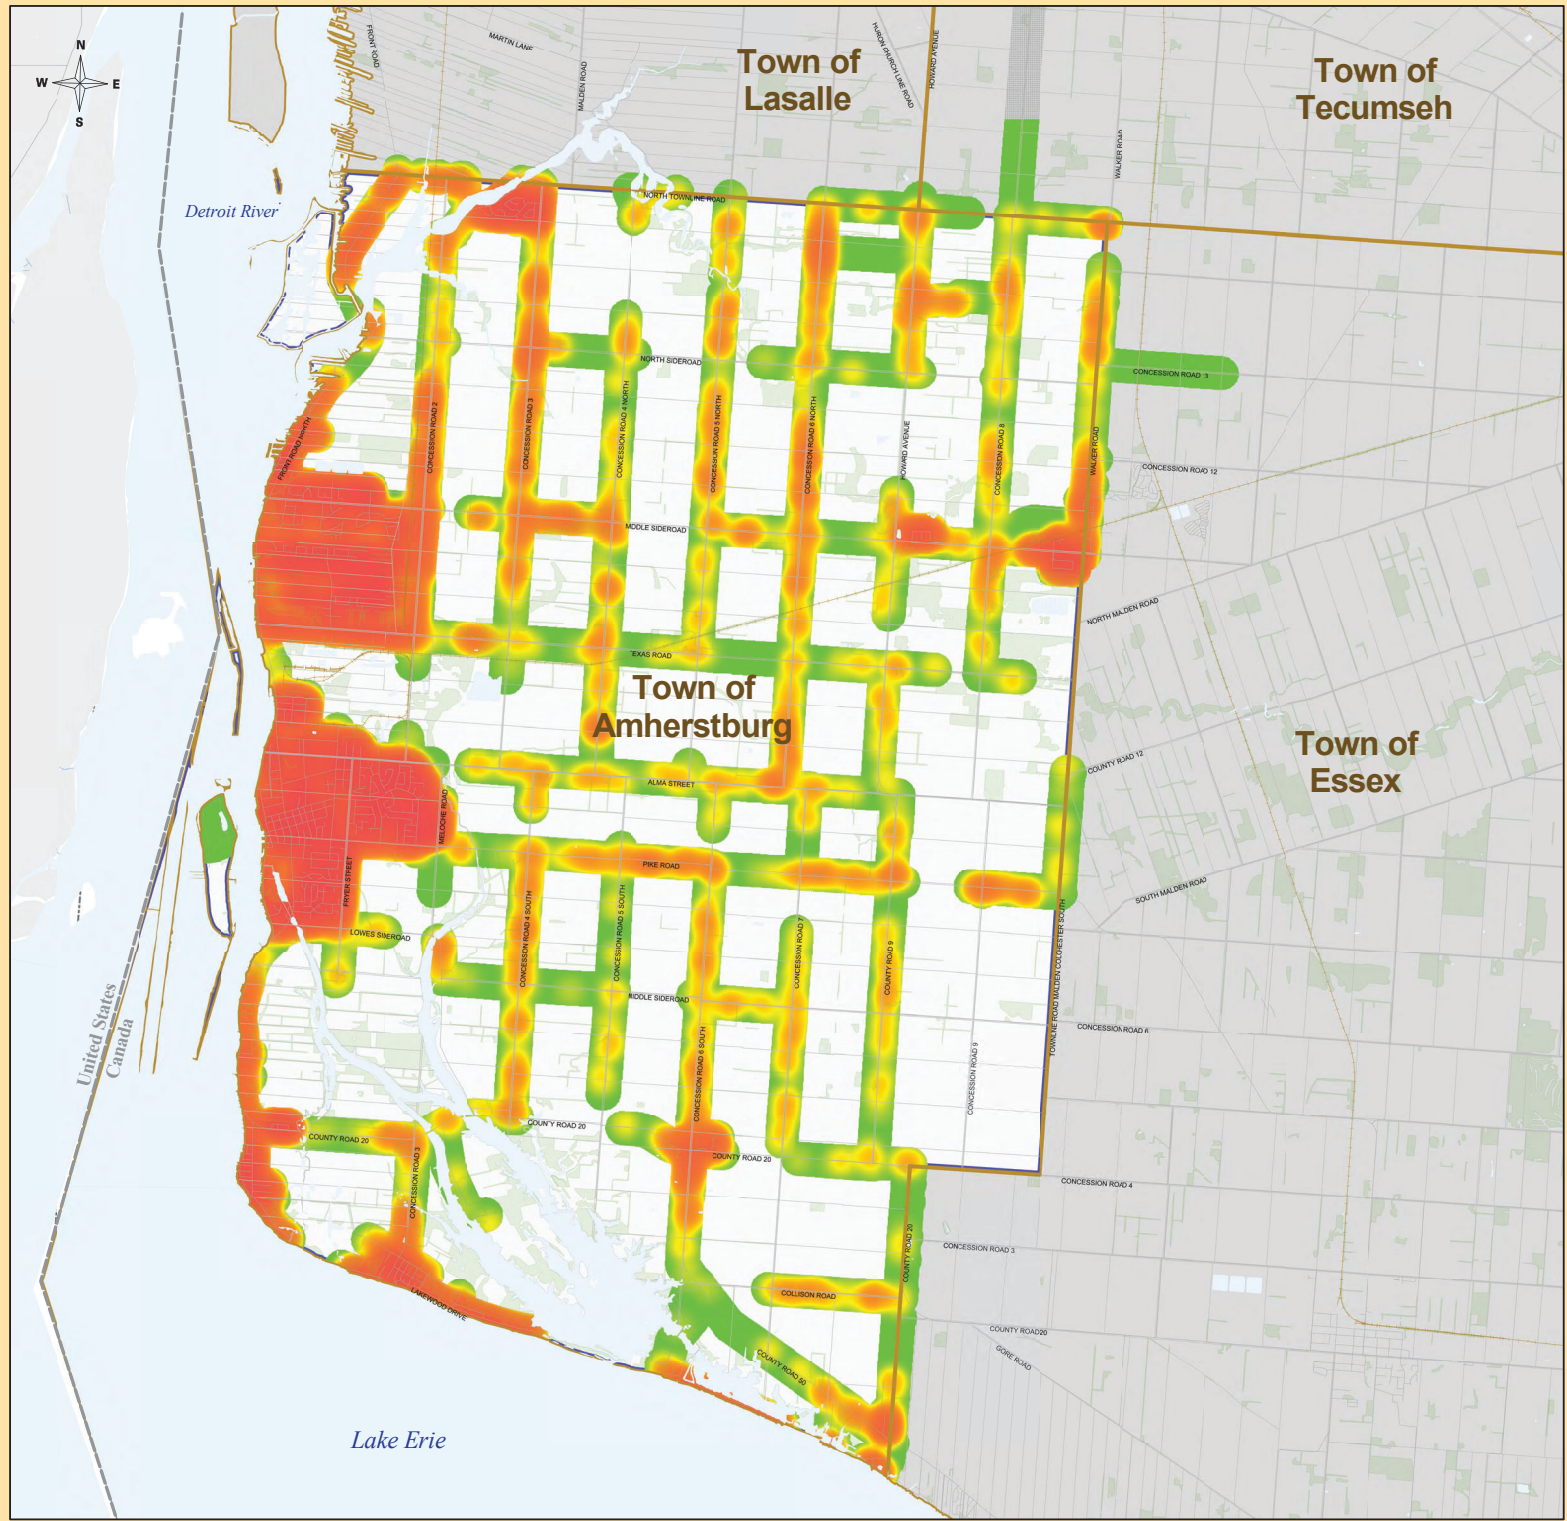 N
W E
S
FRONT ROAD
MARTIN LANE
MALDEN ROAD
Town of
Lasalle
HURON CHURCH LINE ROAD
HOWARD AVENUE
Town of
Tecumseh
WALKER ROAD
Detroit River
NORTH TOWNLINE ROAD
NORTH SIDEROAD
CONCESSION ROAD 3
FRONT ROAD NORTH
CONCESSION ROAD 2
CONCESSION ROAD 3
CONCESSION ROAD 4 NORTH
CONCESSION ROAD 5 NORTH
CONCESSION ROAD 6 NORTH
HOWARD AVENUE
CONCESSION ROAD 8
WALKER ROAD
CONCESSION ROAD 12
MIDDLE SIDEROAD
NORTH MALDEN ROAD
TEXAS ROAD
Town of
Amherstburg
Town of
Essex
COUNTY ROAD 12
ALMA STREET
MELOCHE ROAD
PIKE ROAD
FRYER STREET
SOUTH MALDEN ROAD
LOWES SIDEROAD
CONCESSION ROAD 4 SOUTH
CONCESSION ROAD 5 SOUTH
CONCESSION ROAD 7
COUNTY ROAD 9
TOWNLINE ROAD MALDEN COLCHESTER SOUTH
MIDDLE SIDEROAD
United States
Canada
CONCESSION ROAD 6
CONCESSION ROAD 6 SOUTH
CONCESSION ROAD 9
COUNTY ROAD 20
COUNTY ROAD 20
COUNTY ROAD 20
CONCESSION ROAD 3
CONCESSION ROAD 4
COUNTY ROAD 20
CONCESSION ROAD 3
COLLISON ROAD
LAKEWOOD DRIVE
COUNTY ROAD20
GORE ROAD
COUNTY ROAD 50
Lake Erie